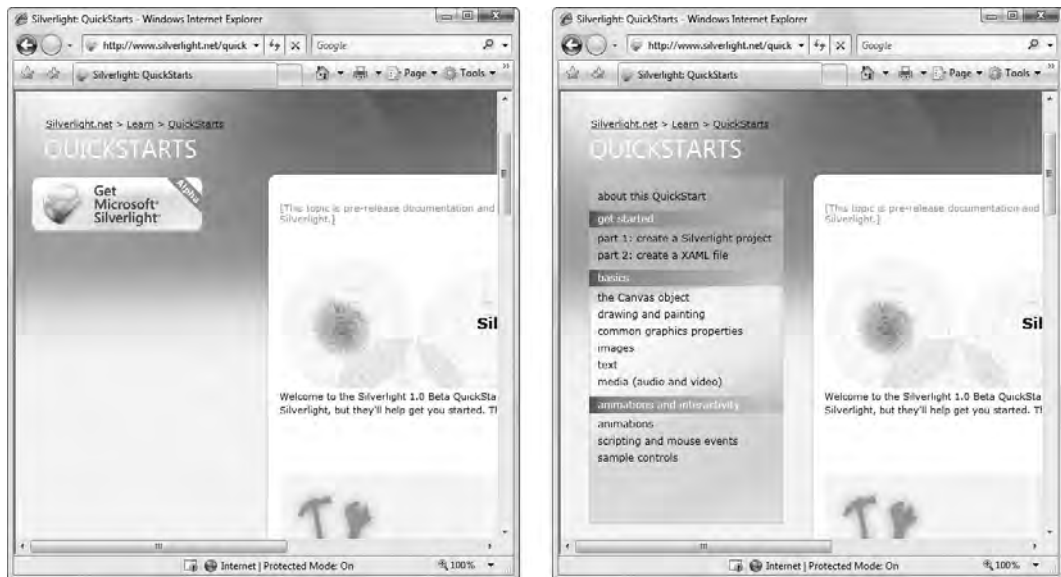 Silverlight: QuickStarts - Windows Internet Explorer
http://www.silverlight.net/quick
Google
Silverlight: QuickStarts
Page
Tools
Silverlight.net > Learn > QuickStarts
QUICKSTARTS
Get
Microsoft®
Silverlight™
Alpha
[This topic is pre-release documentation and
Silverlight.]
Sil
Welcome to the Silverlight 1.0 Beta QuickSta
Silverlight, but they'll help get you started. Th
Internet | Protected Mode: On
100%
Silverlight: QuickStarts - Windows Internet Explorer
http://www.silverlight.net/quick
Google
Silverlight: QuickStarts
Page
Tools
Silverlight.net > Learn > QuickStarts
QUICKSTARTS
about this QuickStart
get started
part 1: create a Silverlight project
part 2: create a XAML file
basics
the Canvas object
drawing and painting
common graphics properties
images
text
media (audio and video)
animations and interactivity
animations
scripting and mouse events
sample controls
[This topic is pre-release documentation and
Silverlight.]
Sil
Welcome to the Silverlight 1.0 Beta QuickSta
Silverlight, but they'll help get you started. Th
Internet | Protected Mode: On
100%